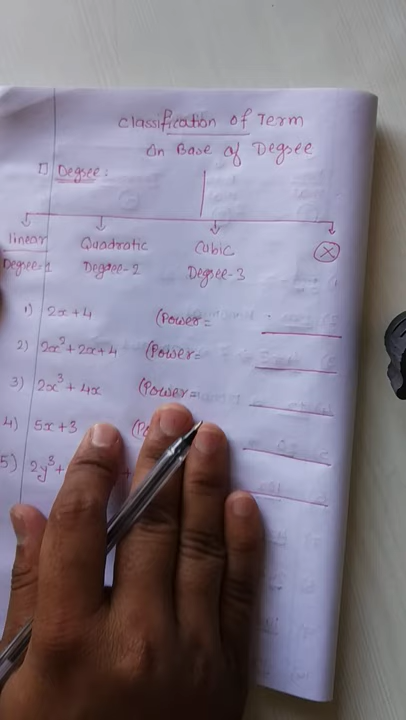 Classification of Term
On Base of Degree
1) Degree:
linear Quadratic Cubic X
Degree-1 Degree-2 Degree-3
1) 2x+4 (Power=
2) 2x²+2x+4 (Power=
3) 2x³+4x (Power=
4) 5x+3
5) 2y³+